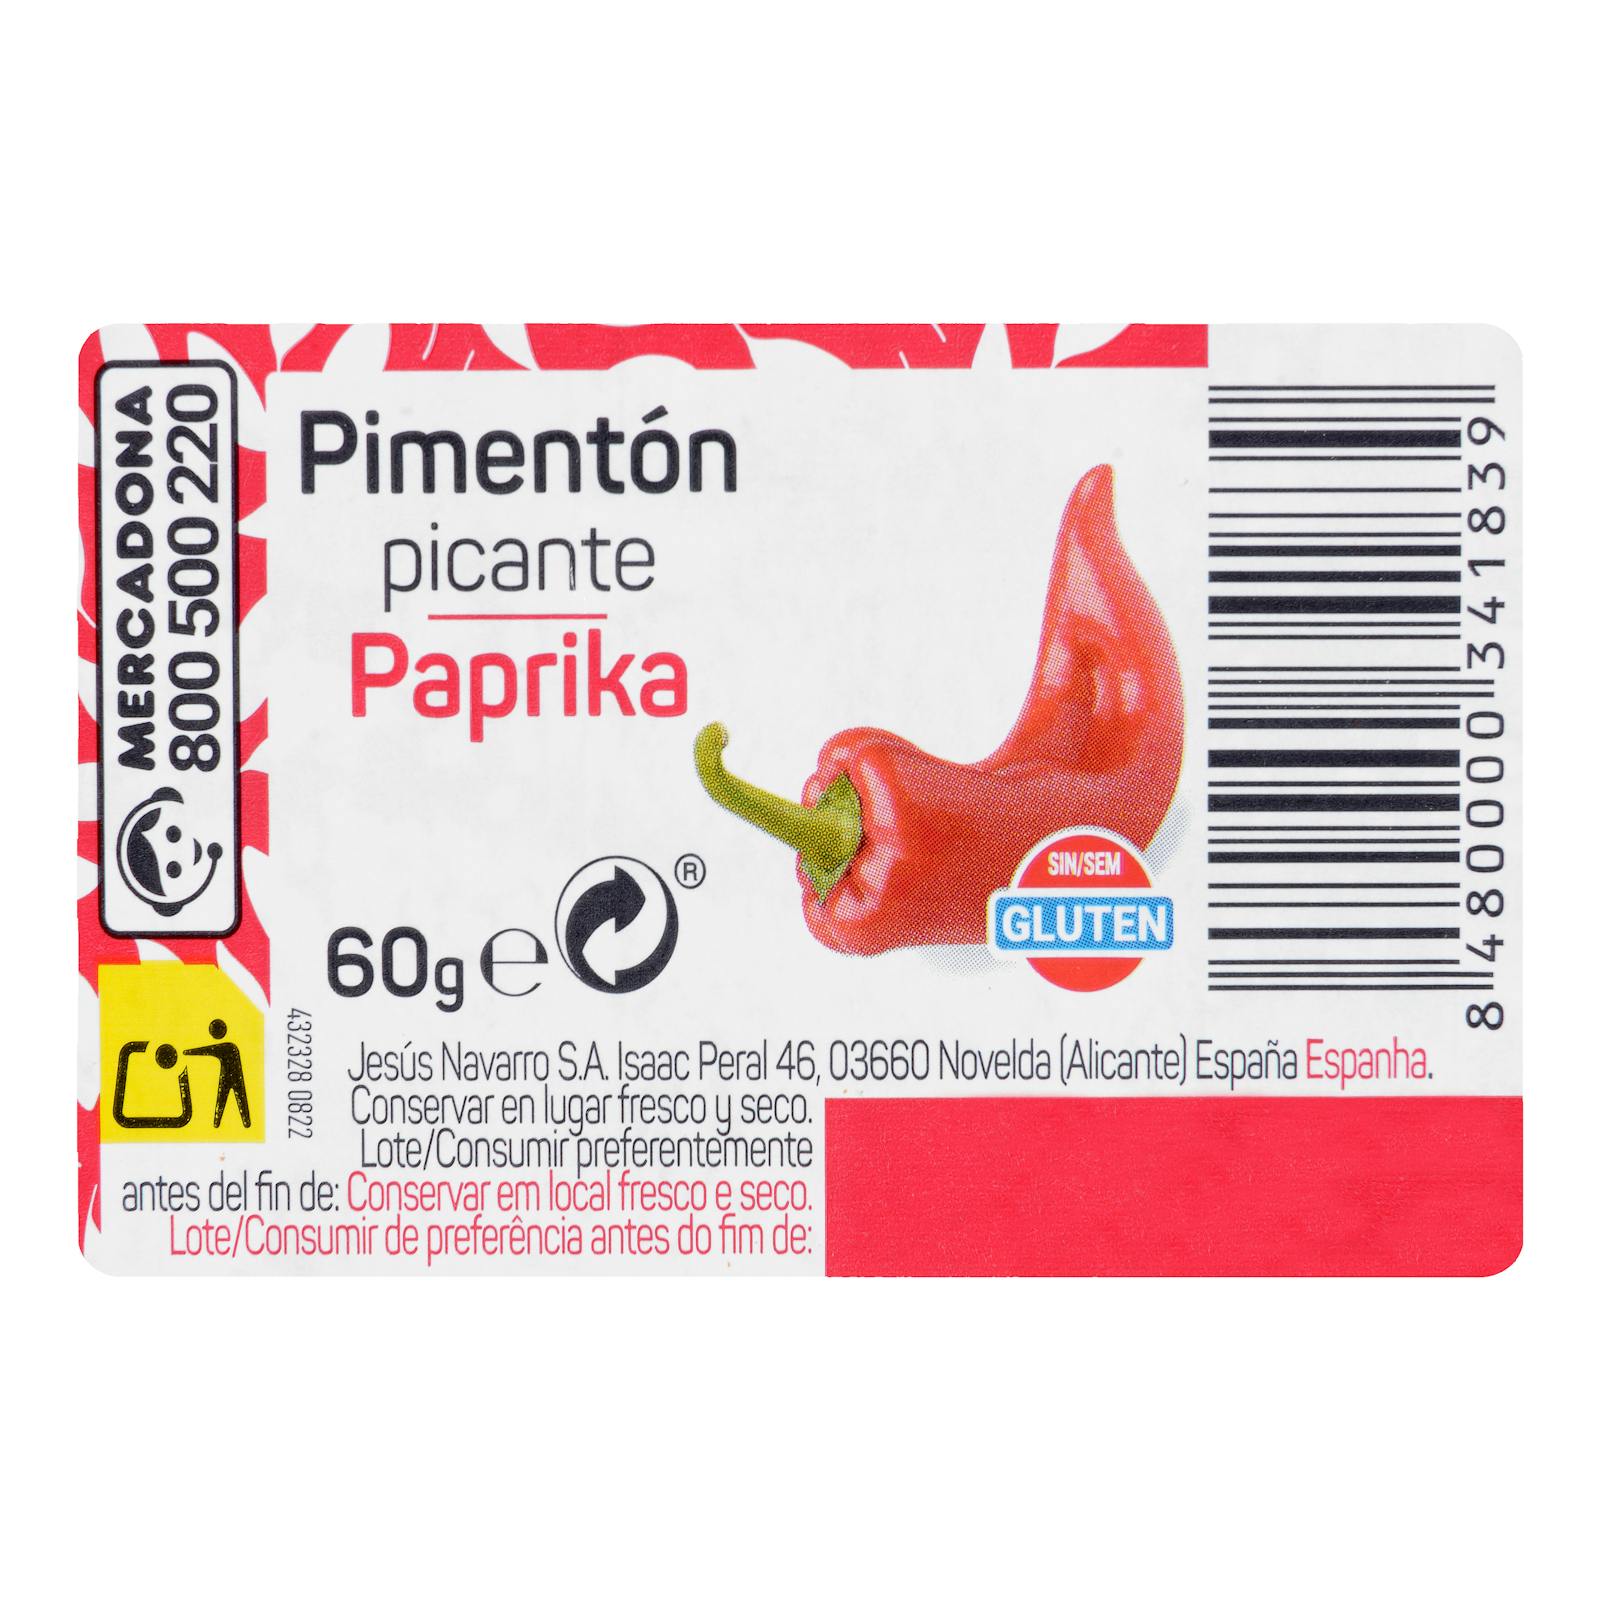 MERCADONA
800 500 220
Pimentón
picante
Paprika
60g ℮
®
SIN/SEM
GLUTEN
8 480000 341839
432328 0822
Jesús Navarro S.A. Isaac Peral 46, 03660 Novelda (Alicante) España Espanha.
Conservar en lugar fresco y seco.
Lote/Consumir preferentemente
antes del fin de: Conservar em local fresco e seco.
Lote/Consumir de preferência antes do fim de: